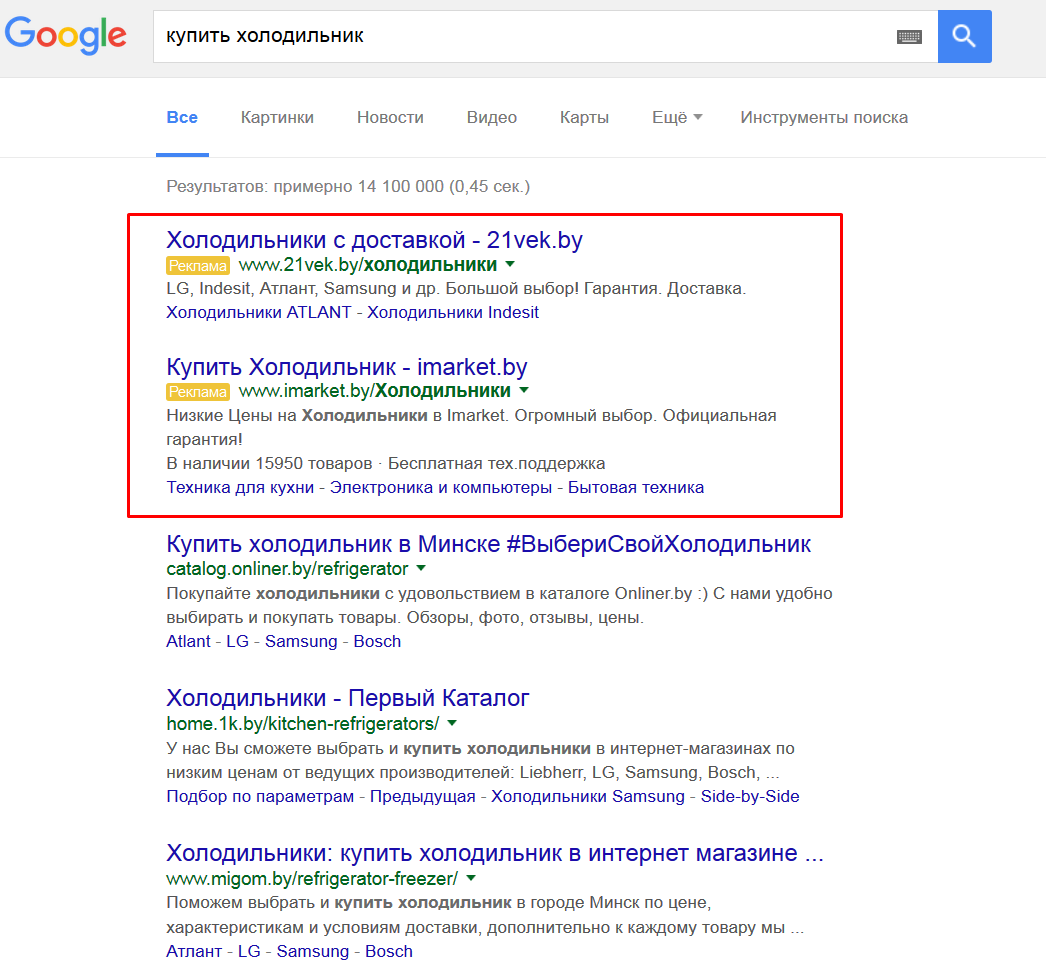 Google
купить холодильник
Все Картинки Новости Видео Карты Ещё Инструменты поиска
Результатов: примерно 14 100 000 (0,45 сек.)
Холодильники с доставкой - 21vek.by
Реклама www.21vek.by/холодильники
LG, Indesit, Атлант, Samsung и др. Большой выбор! Гарантия. Доставка.
Холодильники ATLANT - Холодильники Indesit
Купить Холодильник - imarket.by
Реклама www.imarket.by/Холодильники
Низкие Цены на Холодильники в Imarket. Огромный выбор. Официальная
гарантия!
В наличии 15950 товаров · Бесплатная тех.поддержка
Техника для кухни - Электроника и компьютеры - Бытовая техника
Купить холодильник в Минске #ВыбериСвойХолодильник
catalog.onliner.by/refrigerator
Покупайте холодильники с удовольствием в каталоге Onliner.by :) С нами удобно
выбирать и покупать товары. Обзоры, фото, отзывы, цены.
Atlant - LG - Samsung - Bosch
Холодильники - Первый Каталог
home.1k.by/kitchen-refrigerators/
У нас Вы сможете выбрать и купить холодильники в интернет-магазинах по
низким ценам от ведущих производителей: Liebherr, LG, Samsung, Bosch, ...
Подбор по параметрам - Предыдущая - Холодильники Samsung - Side-by-Side
Холодильники: купить холодильник в интернет магазине ...
www.migom.by/refrigerator-freezer/
Поможем выбрать и купить холодильник в городе Минск по цене,
характеристикам и условиям доставки, дополнительно к каждому товару мы ...
Атлант - LG - Samsung - Bosch